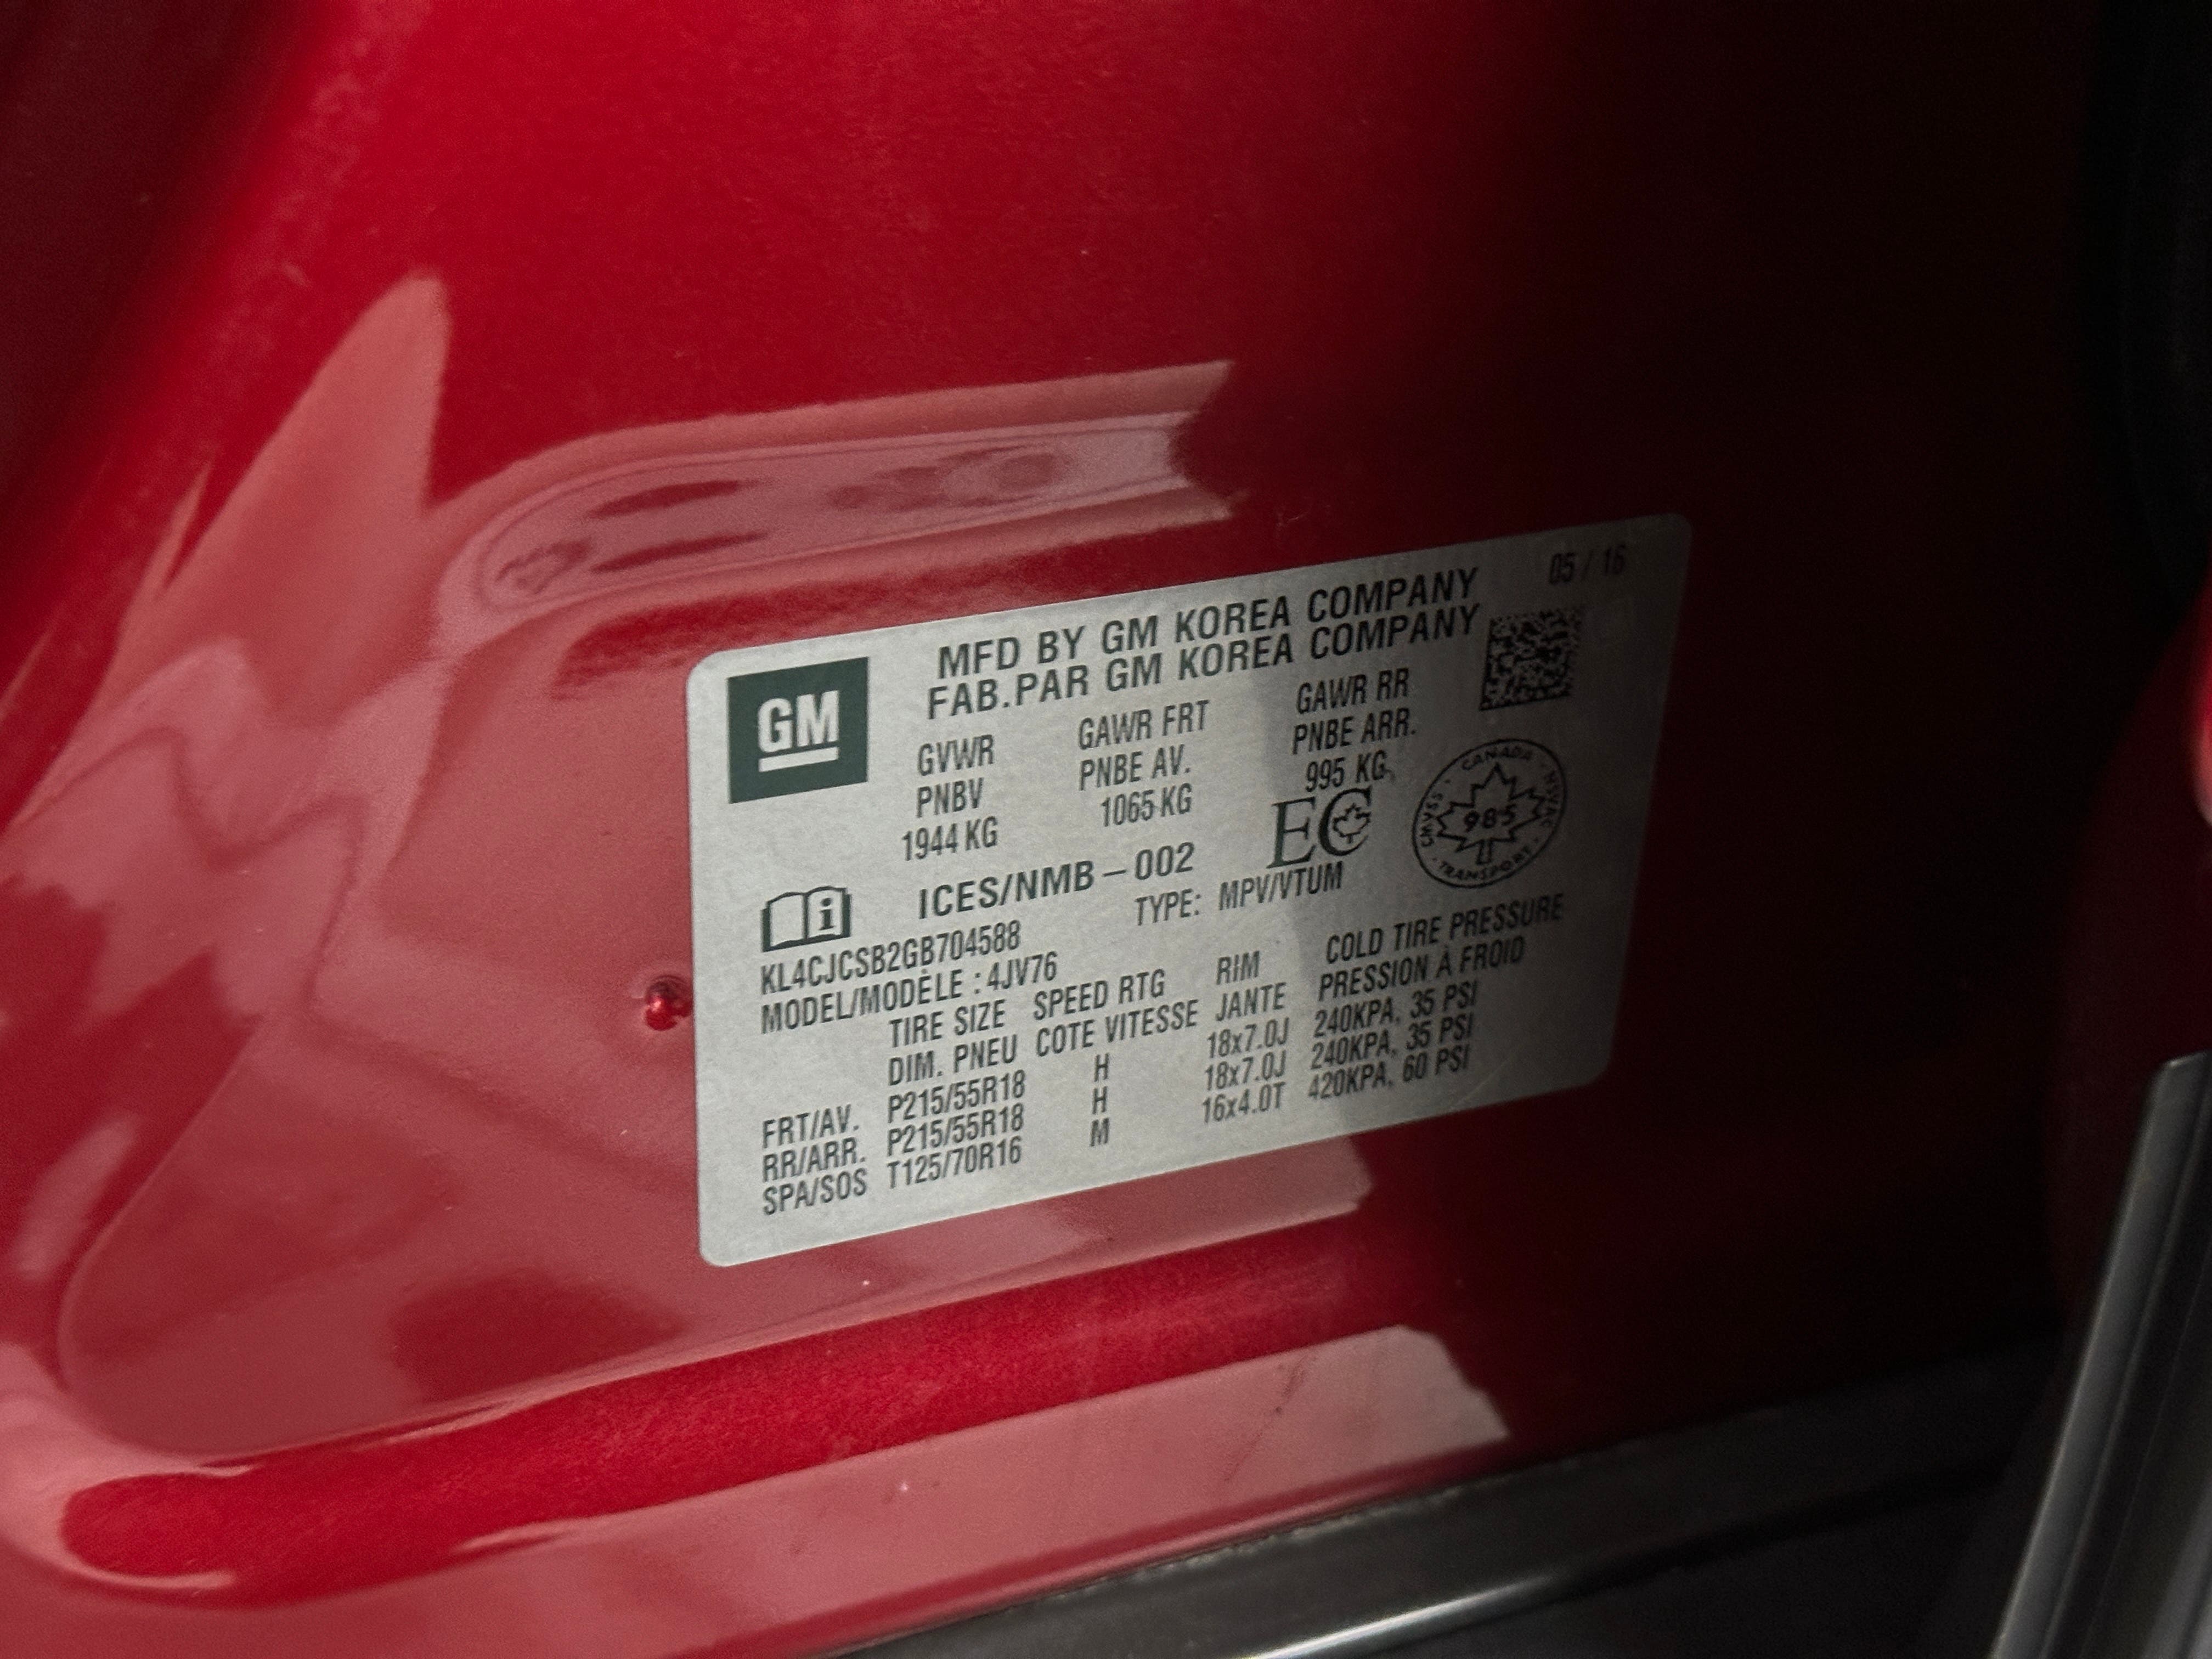 05 / 16
MFD BY GM KOREA COMPANY
FAB.PAR GM KOREA COMPANY
GM
GVWR GAWR FRT GAWR RR
PNBV PNBE AV. PNBE ARR.
1944 KG 1065 KG 995 KG
ICES/NMB – 002 EC
CANADA CMVSS NSVAC 985 TRANSPORT
i
KL4CJCSB2GB704588 TYPE: MPV/VTUM
MODEL/MODÈLE : 4JV76
TIRE SIZE SPEED RTG RIM COLD TIRE PRESSURE
DIM. PNEU COTE VITESSE JANTE PRESSION À FROID
FRT/AV. P215/55R18 H 18x7.0J 240KPA, 35 PSI
RR/ARR. P215/55R18 H 18x7.0J 240KPA, 35 PSI
SPA/SOS T125/70R16 M 16x4.0T 420KPA, 60 PSI